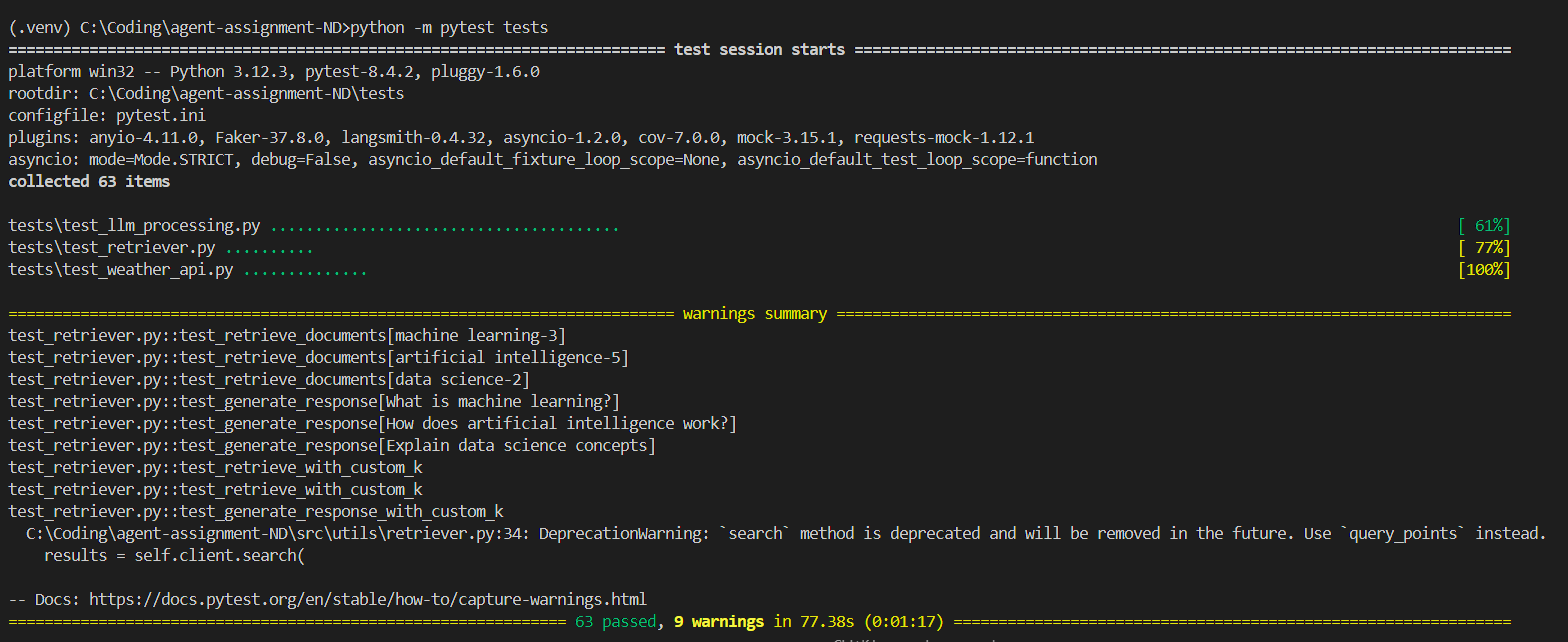 (.venv) C:\Coding\agent-assignment-ND>python -m pytest tests
========================================================================= test session starts =========================================================================
platform win32 -- Python 3.12.3, pytest-8.4.2, pluggy-1.6.0
rootdir: C:\Coding\agent-assignment-ND\tests
configfile: pytest.ini
plugins: anyio-4.11.0, Faker-37.8.0, langsmith-0.4.32, asyncio-1.2.0, cov-7.0.0, mock-3.15.1, requests-mock-1.12.1
asyncio: mode=Mode.STRICT, debug=False, asyncio_default_fixture_loop_scope=None, asyncio_default_test_loop_scope=function
collected 63 items
tests\test_llm_processing.py ....................................... [ 61%]
tests\test_retriever.py .......... [ 77%]
tests\test_weather_api.py .............. [100%]
========================================================================== warnings summary ===========================================================================
test_retriever.py::test_retrieve_documents[machine learning-3]
test_retriever.py::test_retrieve_documents[artificial intelligence-5]
test_retriever.py::test_retrieve_documents[data science-2]
test_retriever.py::test_generate_response[What is machine learning?]
test_retriever.py::test_generate_response[How does artificial intelligence work?]
test_retriever.py::test_generate_response[Explain data science concepts]
test_retriever.py::test_retrieve_with_custom_k
test_retriever.py::test_retrieve_with_custom_k
test_retriever.py::test_generate_response_with_custom_k
  C:\Coding\agent-assignment-ND\src\utils\retriever.py:34: DeprecationWarning: `search` method is deprecated and will be removed in the future. Use `query_points` instead.
    results = self.client.search(
-- Docs: https://docs.pytest.org/en/stable/how-to/capture-warnings.html
============================================================== 63 passed, 9 warnings in 77.38s (0:01:17) ==============================================================